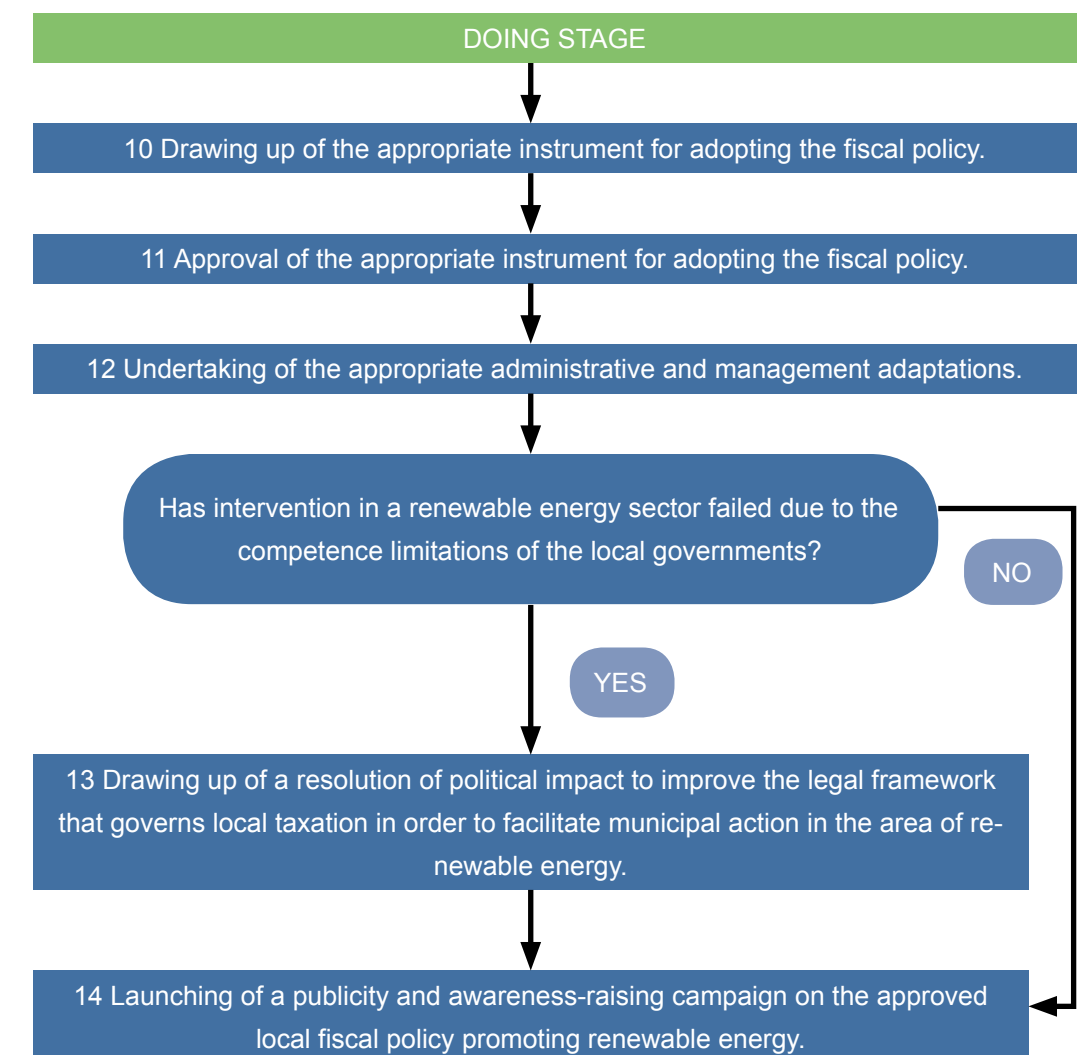 DOING STAGE
10 Drawing up of the appropriate instrument for adopting the fiscal policy.
11 Approval of the appropriate instrument for adopting the fiscal policy.
12 Undertaking of the appropriate administrative and management adaptations.
Has intervention in a renewable energy sector failed due to the
competence limitations of the local governments?
NO
YES
13 Drawing up of a resolution of political impact to improve the legal framework
that governs local taxation in order to facilitate municipal action in the area of re-
newable energy.
14 Launching of a publicity and awareness-raising campaign on the approved
local fiscal policy promoting renewable energy.